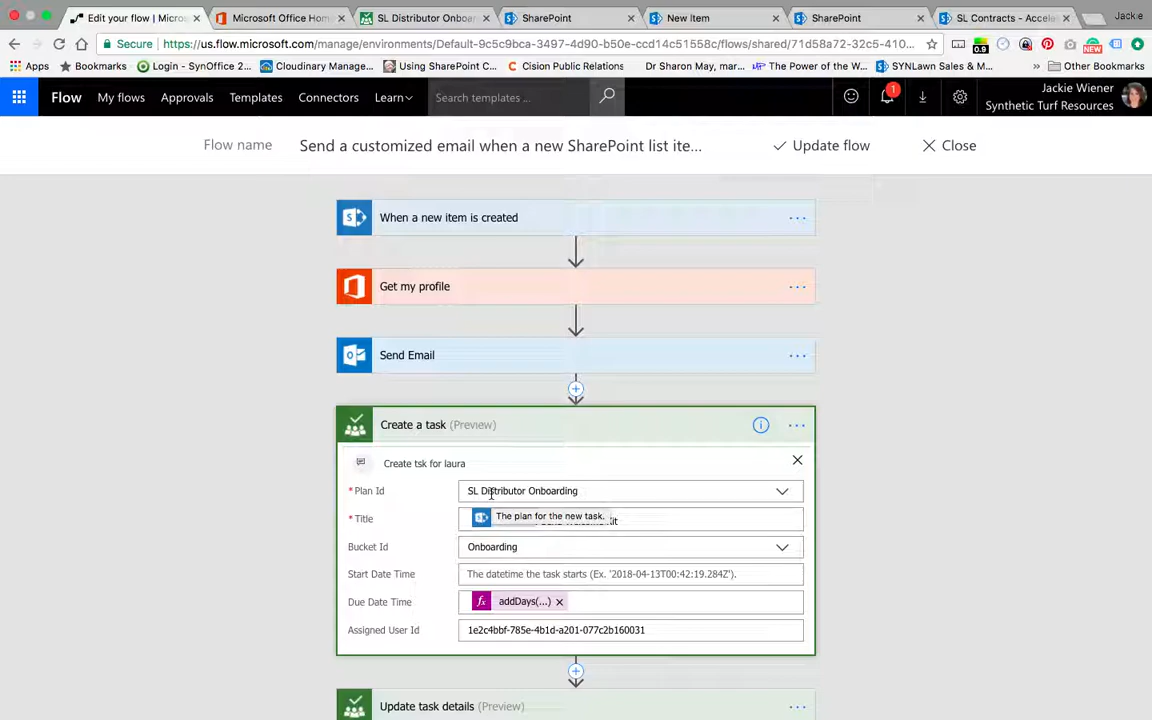 Edit your flow | Micros
Microsoft Office Hom
SL Distributor Onboar
SharePoint
New Item
SharePoint
SL Contracts - Accele
Jackie
Secure
https://us.flow.microsoft.com/manage/environments/Default-9c5c9bca-3497-4d90-b50e-ccd14c51558c/flows/shared/71d58a72-32c5-410...
0.9
NEW
Apps
Bookmarks
Login - SynOffice 2...
Cloudinary Manage...
Using SharePoint C...
Cision Public Relations
Dr Sharon May, mar...
The Power of the W...
SYNLawn Sales & M...
»
Other Bookmarks
Flow
My flows
Approvals
Templates
Connectors
Learn
Search templates ...
1
Jackie Wiener
Synthetic Turf Resources
Flow name
Send a customized email when a new SharePoint list ite...
Update flow
Close
When a new item is created
...
Get my profile
...
Send Email
...
Create a task (Preview)
...
Create tsk for laura
* Plan Id
SL Distributor Onboarding
The plan for the new task.
* Title
Bucket Id
Onboarding
Start Date Time
The datetime the task starts (Ex. '2018-04-13T00:42:19.284Z').
Due Date Time
fx addDays(...) x
Assigned User Id
1e2c4bbf-785e-4b1d-a201-077c2b160031
Update task details (Preview)
...